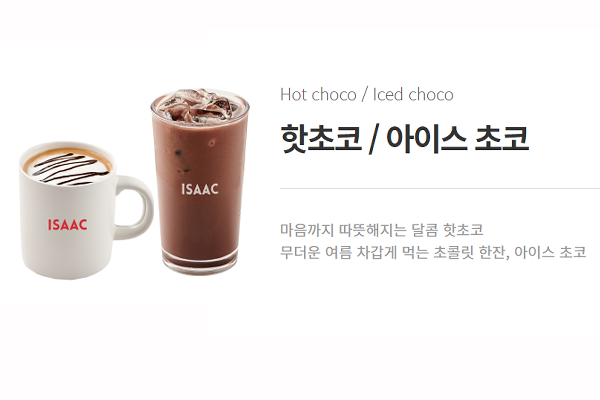 Hot choco / Iced choco
핫초코 / 아이스 초코
ISAAC
ISAAC
마음까지 따뜻해지는 달콤 핫초코
무더운 여름 차갑게 먹는 초콜릿 한잔, 아이스 초코